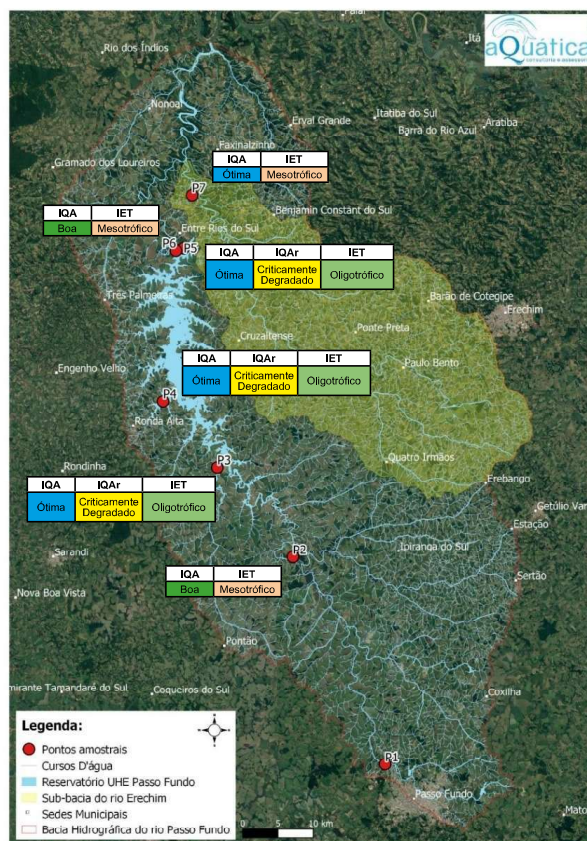 Rio dos Índios
aQuática
Itá
Nonoai
Erval Grande
Itatiba do Sul
Aratiba
Barra do Rio Azul
Faxinalzinho
Gramado dos Loureiros
IQA IET
Ótima Mesotrófico
P7
Benjamin Constant do Sul
IQA IET
Boa Mesotrófico
Entre Rios do Sul
P6
P5
IQA IQAr IET
Ótima Criticamente Degradado Oligotrófico
Três Palmeiras
Barão de Cotegipe
Erechim
Cruzaltense
Ponte Preta
IQA IQAr IET
Ótima Criticamente Degradado Oligotrófico
Engenho Velho
Paulo Bento
P4
Ronda Alta
Rondinha
P3
Quatro Irmãos
Erebango
IQA IQAr IET
Ótima Criticamente Degradado Oligotrófico
Getúlio Var
Estação
Sarandi
P2
Ipiranga do Sul
IQA IET
Boa Mesotrófico
Sertão
Nova Boa Vista
Pontão
mirante Tamandaré do Sul
Coqueiros do Sul
Coxilha
P1
Passo Fundo
Mato
Legenda:
Pontos amostrais
Cursos D'água
Reservatório UHE Passo Fundo
Sub-bacia do rio Erechim
Sedes Municipais
Bacia Hidrográfica do rio Passo Fundo
0 5 10 km